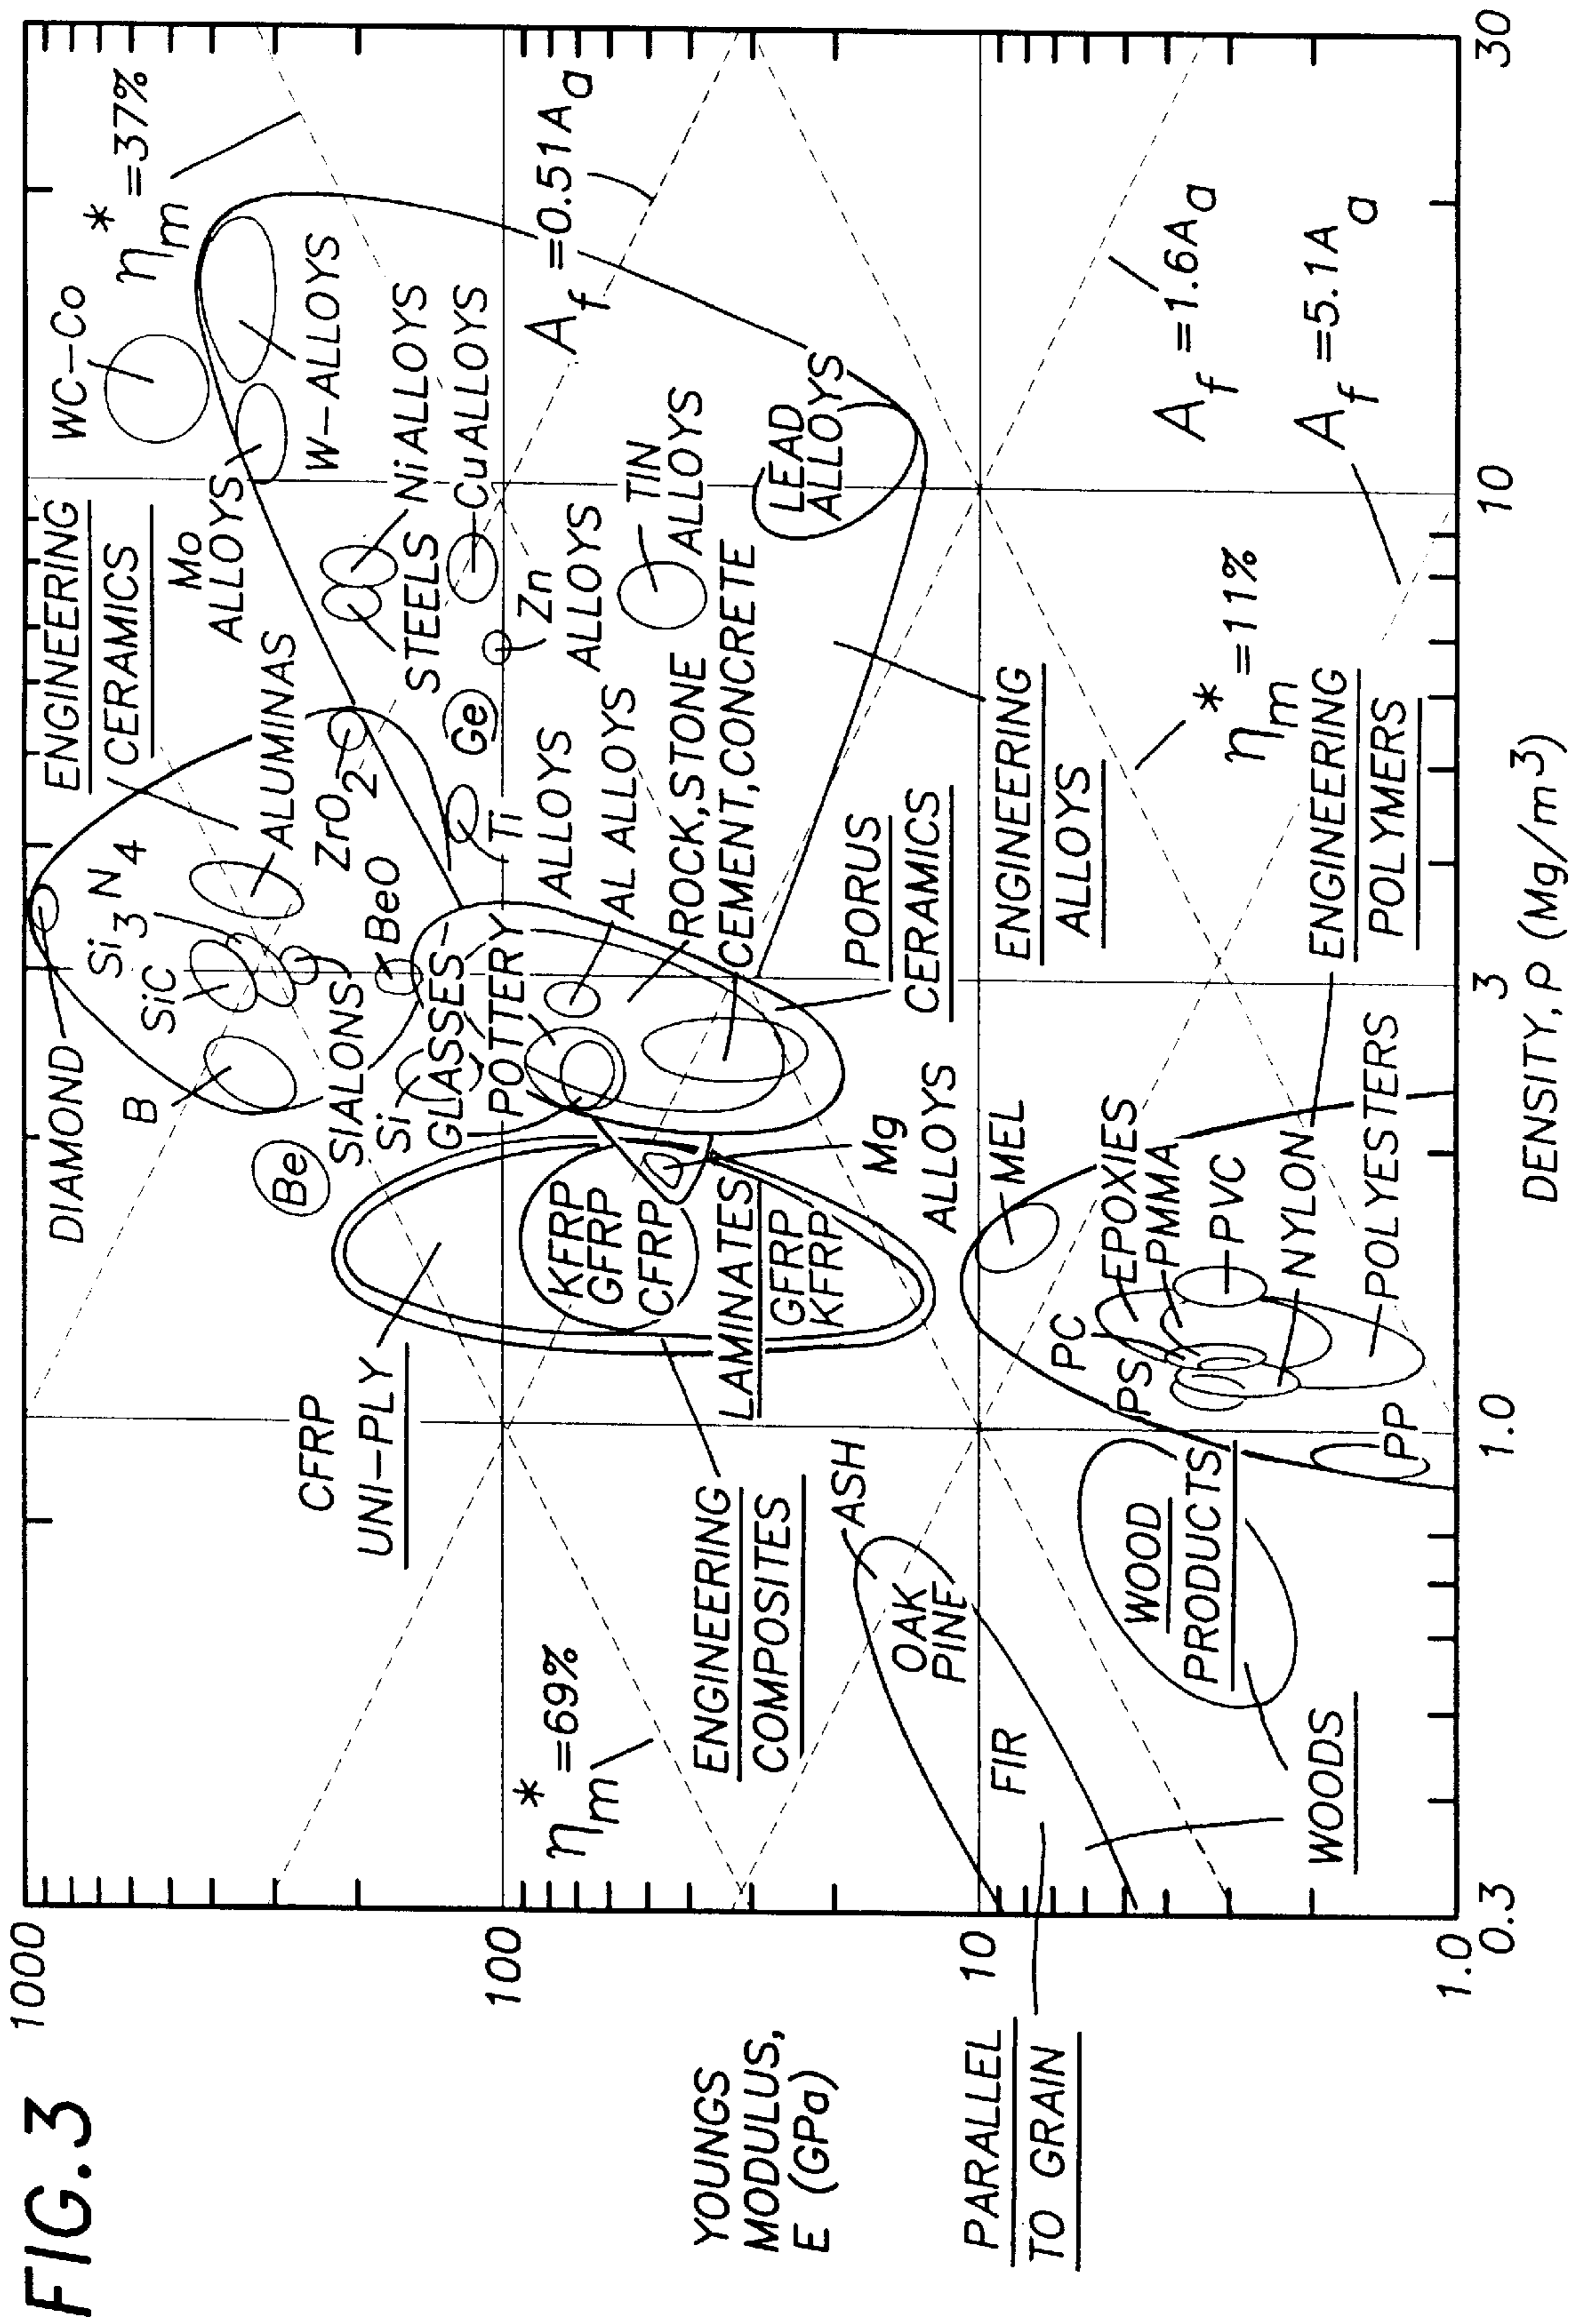 FIG.3
1000
100
10
1.0
YOUNGS
MODULUS,
E (GPa)
PARALLEL
TO GRAIN
0.3
1.0
3
10
30
DENSITY, ρ (Mg/m³)
DIAMOND
B
SiC
Si3N4
ENGINEERING
CERAMICS
ALUMINAS
Mo
ALLOYS
WC-Co
ηm* =37%
W-ALLOYS
Be
SIALONS
BeO
ZrO2
Ni ALLOYS
STEELS
Cu ALLOYS
CFRP
UNI-PLY
Si
GLASSES
POTTERY
Ge
Ti
ALLOYS
Zn
ALLOYS
Af =0.51Aa
ηm* =69%
KFRP
GFRP
CFRP
AL ALLOYS
ROCK,STONE
CEMENT,CONCRETE
TIN
ALLOYS
LEAD
ALLOYS
ENGINEERING
COMPOSITES
LAMINATES
GFRP
KFRP
Mg
ALLOYS
PORUS
CERAMICS
ENGINEERING
ALLOYS
ASH
OAK
PINE
FIR
MEL
WOOD
PRODUCTS
WOODS
PC
PS
EPOXIES
PMMA
PVC
NYLON
POLYESTERS
PP
ηm* =11%
ENGINEERING
POLYMERS
Af =1.6Aa
Af =5.1Aa